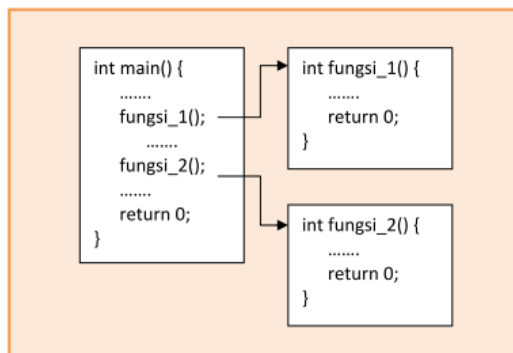 int main() {
.......
fungsi_1();
.......
fungsi_2();
.......
return 0;
}
int fungsi_1() {
.......
return 0;
}
int fungsi_2() {
.......
return 0;
}